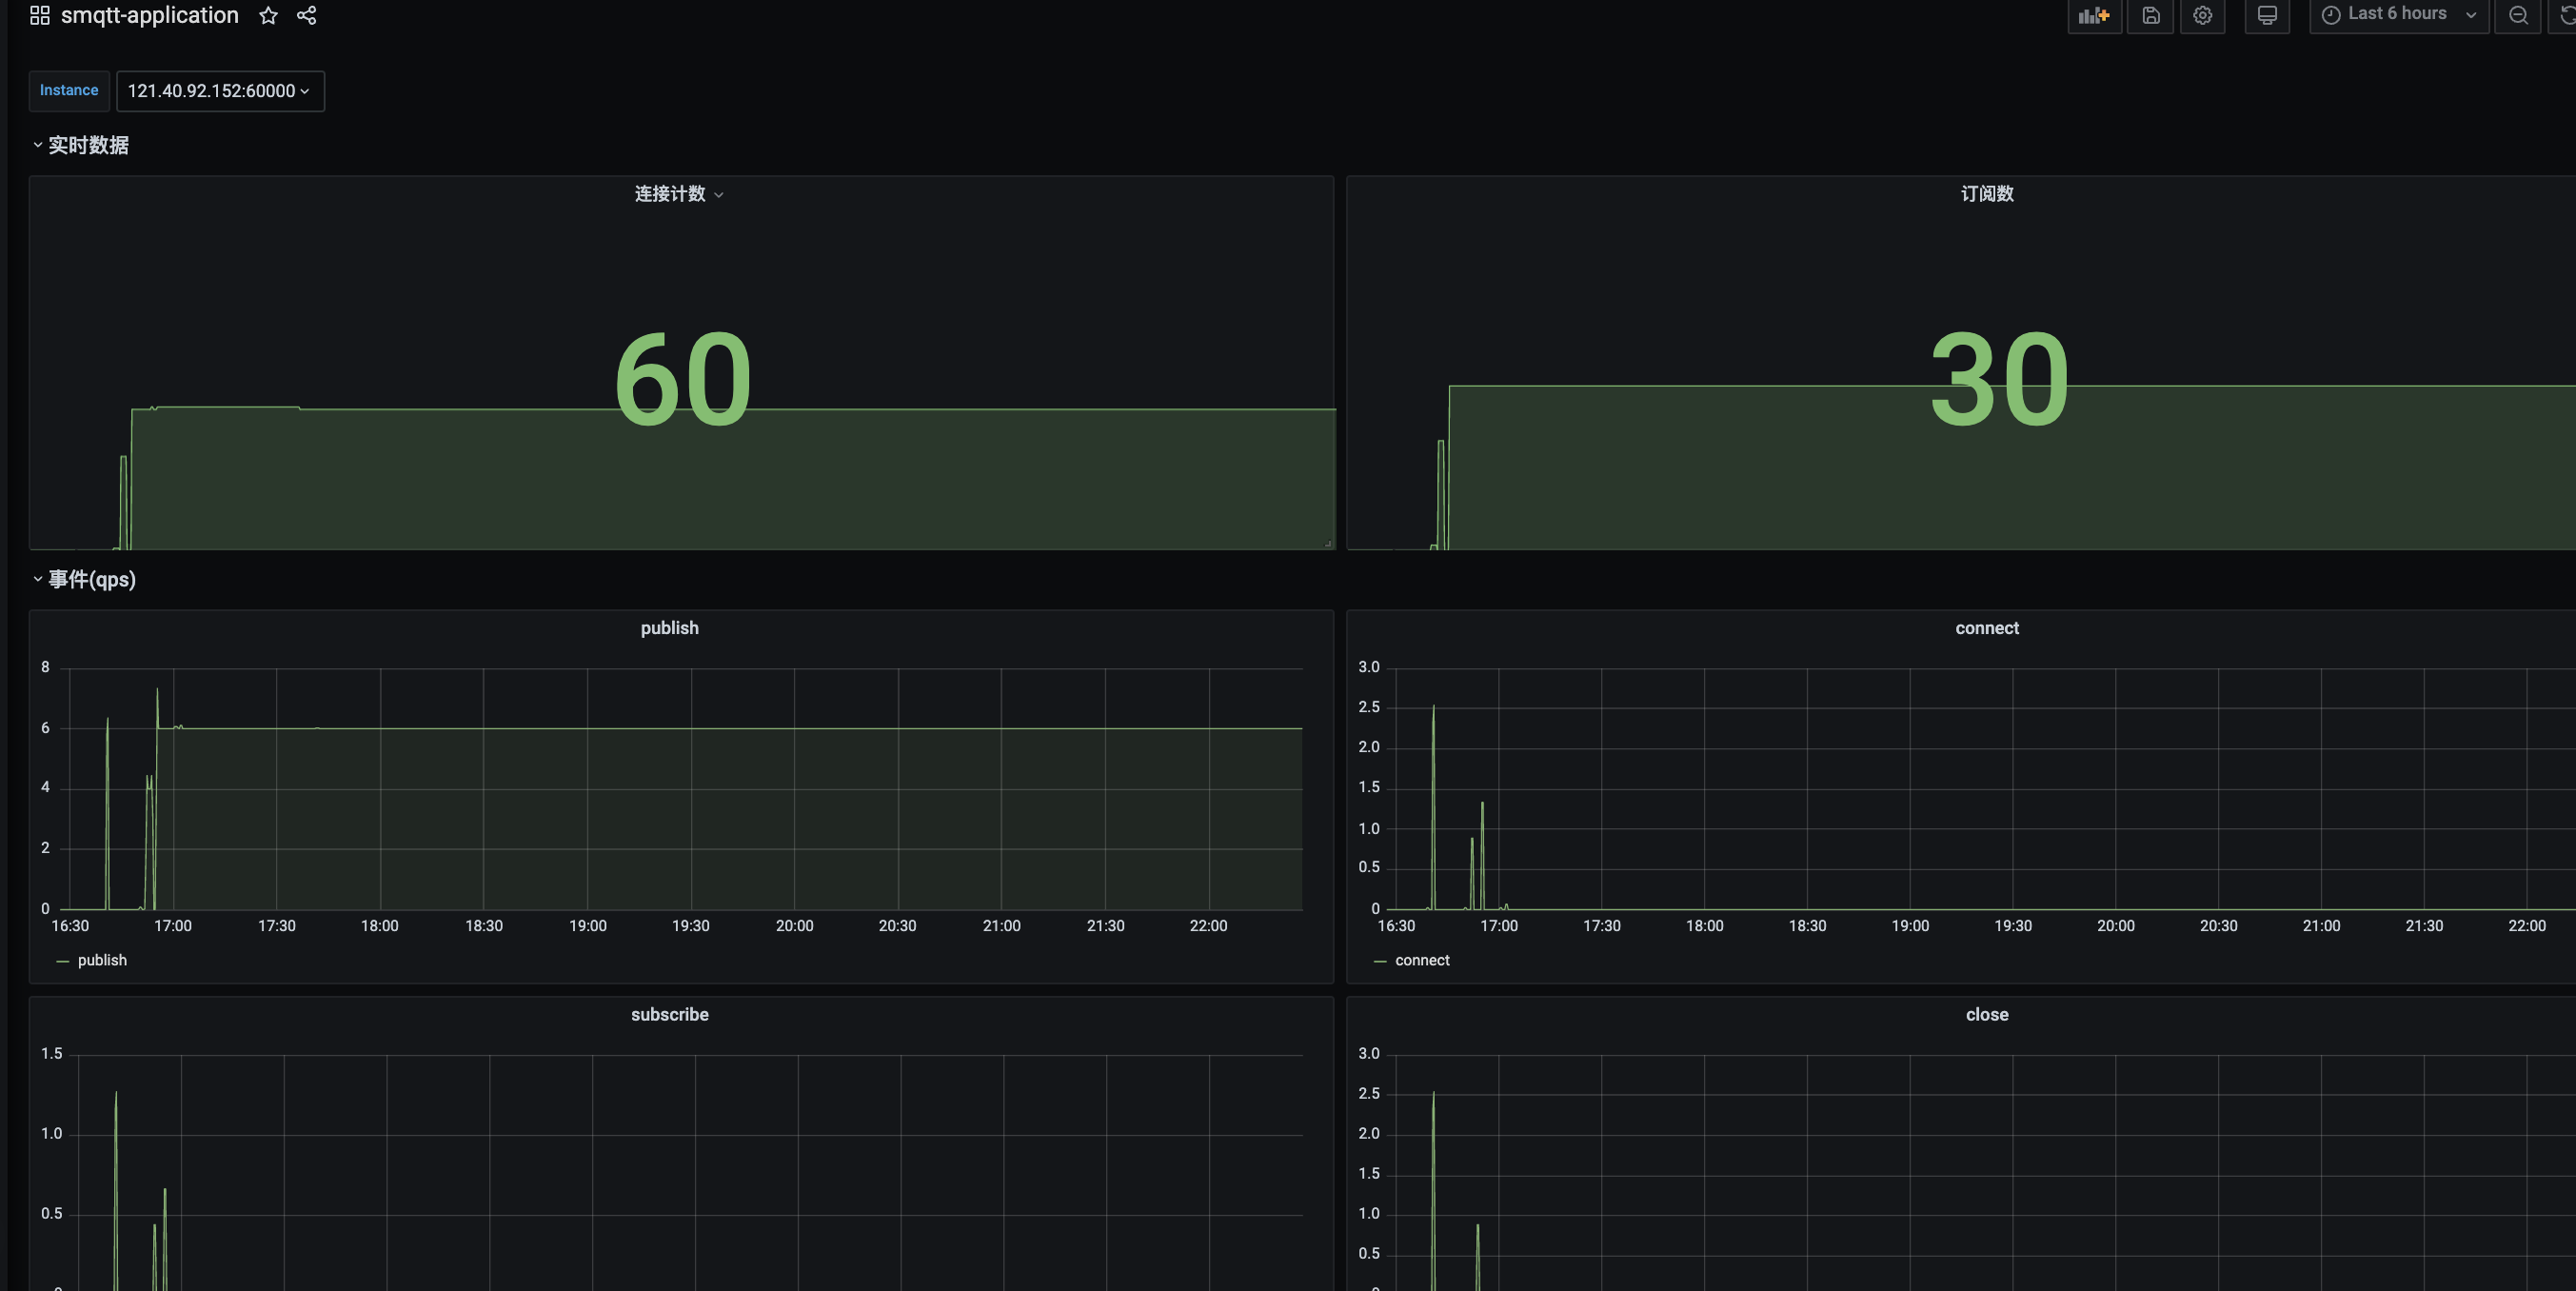 smqtt-application
Last 6 hours
Instance 121.40.92.152:60000
实时数据
连接计数
60
订阅数
30
事件(qps)
publish
8
6
4
2
0
16:30 17:00 17:30 18:00 18:30 19:00 19:30 20:00 20:30 21:00 21:30 22:00
publish
connect
3.0
2.5
2.0
1.5
1.0
0.5
0
16:30 17:00 17:30 18:00 18:30 19:00 19:30 20:00 20:30 21:00 21:30 22:00
connect
subscribe
1.5
1.0
0.5
close
3.0
2.5
2.0
1.5
1.0
0.5